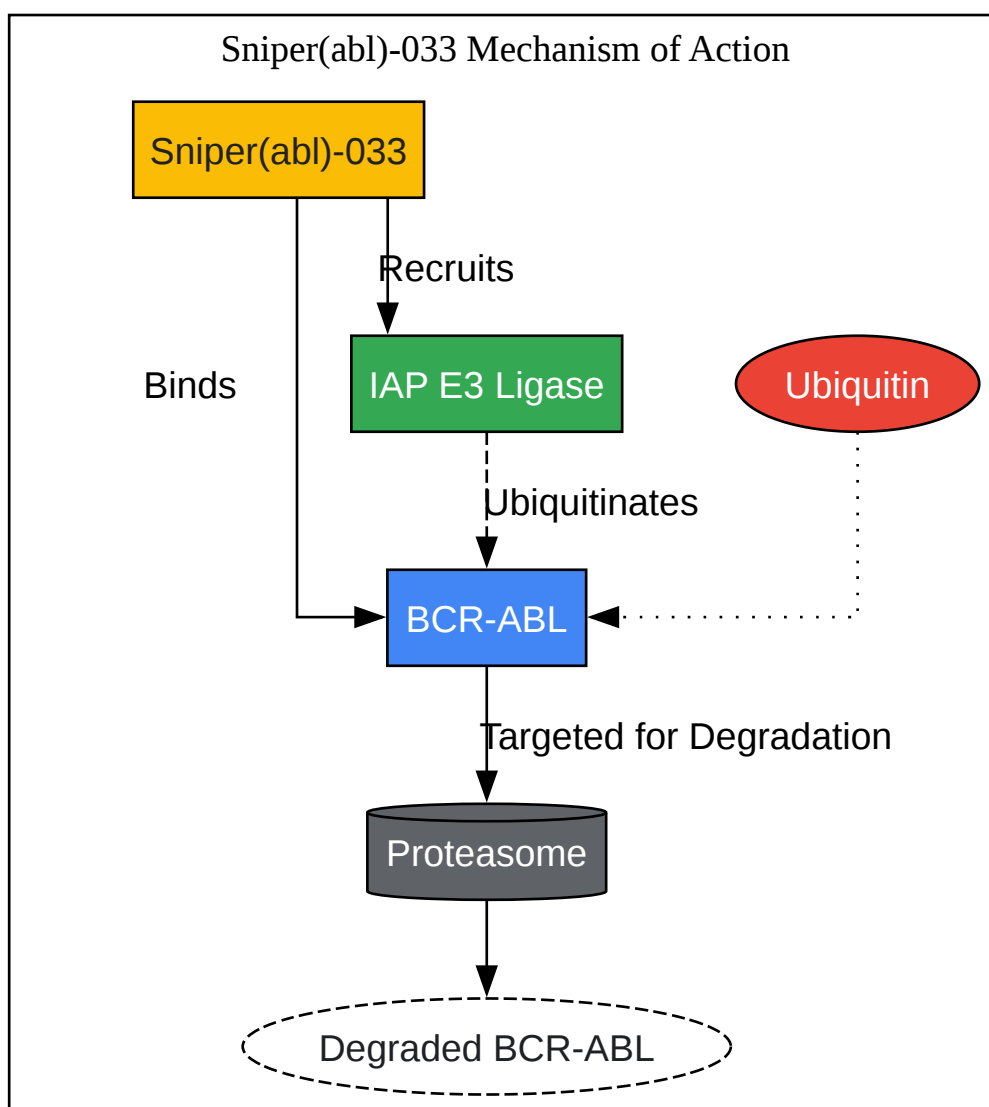 Sniper(abl)-033 Mechanism of Action
Sniper(abl)-033
Recruits
Binds
IAP E3 Ligase
Ubiquitin
Ubiquitinates
BCR-ABL
Targeted for Degradation
Proteasome
Degraded BCR-ABL